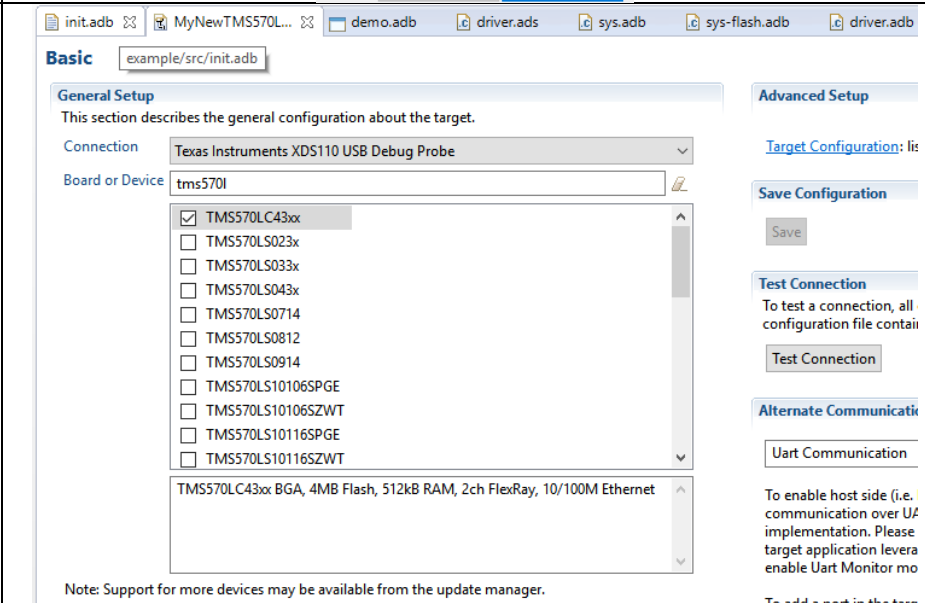 init.adb
MyNewTMS570L...
demo.adb
driver.ads
sys.adb
sys-flash.adb
driver.adb
Basic
example/src/init.adb
General Setup
This section describes the general configuration about the target.
Connection
Texas Instruments XDS110 USB Debug Probe
Board or Device
tms570l
TMS570LC43xx
TMS570LS023x
TMS570LS033x
TMS570LS043x
TMS570LS0714
TMS570LS0812
TMS570LS0914
TMS570LS10106SPGE
TMS570LS10106SZWT
TMS570LS10116SPGE
TMS570LS10116SZWT
TMS570LC43xx BGA, 4MB Flash, 512kB RAM, 2ch FlexRay, 10/100M Ethernet
Note: Support for more devices may be available from the update manager.
Advanced Setup
Target Configuration: lis
Save Configuration
Save
Test Connection
To test a connection, all
configuration file contain
Test Connection
Alternate Communicatio
Uart Communication
To enable host side (i.e.
communication over UA
implementation. Please
target application levera
enable Uart Monitor mo